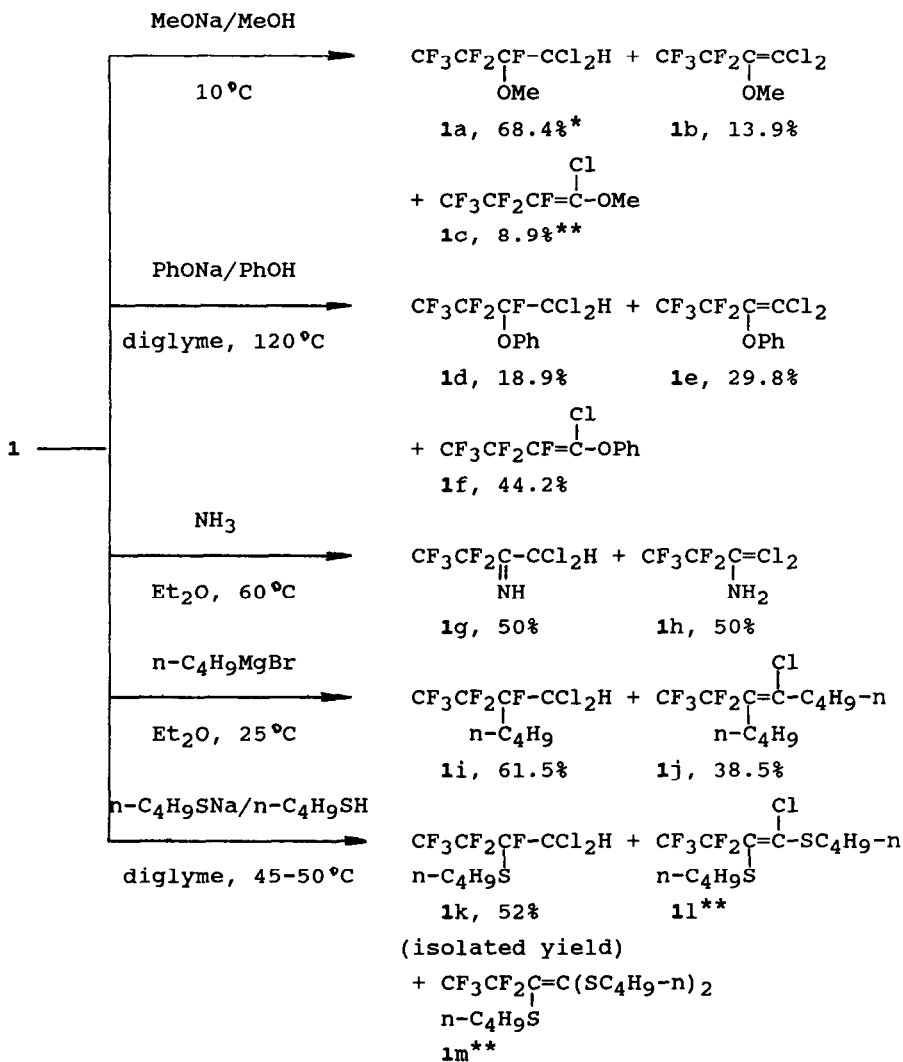 MeONa/MeOH
10°C
CF3CF2CF-CCl2H + CF3CF2C=CCl2
OMe OMe
1a, 68.4%* 1b, 13.9%
Cl
+ CF3CF2CF=C-OMe
1c, 8.9%**
PhONa/PhOH
diglyme, 120°C
CF3CF2CF-CCl2H + CF3CF2C=CCl2
OPh OPh
1d, 18.9% 1e, 29.8%
Cl
+ CF3CF2CF=C-OPh
1f, 44.2%
1
NH3
Et2O, 60°C
CF3CF2C-CCl2H + CF3CF2C=Cl2
NH NH2
1g, 50% 1h, 50%
n-C4H9MgBr
Et2O, 25°C
Cl
CF3CF2CF-CCl2H + CF3CF2C=C-C4H9-n
n-C4H9 n-C4H9
1i, 61.5% 1j, 38.5%
n-C4H9SNa/n-C4H9SH
diglyme, 45-50°C
Cl
CF3CF2CF-CCl2H + CF3CF2C=C-SC4H9-n
n-C4H9S n-C4H9S
1k, 52% 1l**
(isolated yield)
+ CF3CF2C=C(SC4H9-n)2
n-C4H9S
1m**